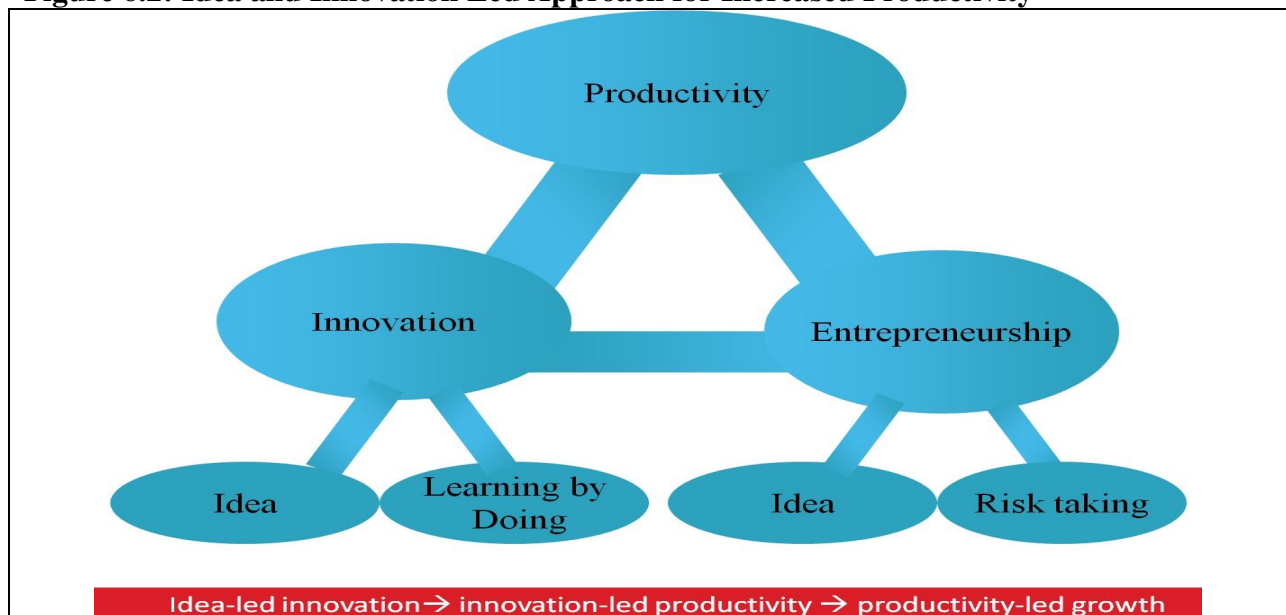 Productivity
Innovation
Entrepreneurship
Idea
Learning by
Doing
Idea
Risk taking
Idea-led innovation→ innovation-led productivity → productivity-led growth